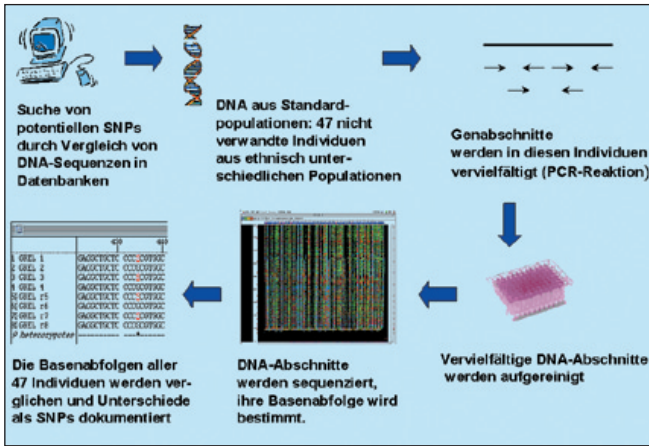 Suche von
potentiellen SNPs
durch Vergleich von
DNA-Sequenzen in
Datenbanken
DNA aus Standard-
populationen: 47 nicht
verwandte Individuen
aus ethnisch unter-
schiedlichen Populationen
Genabschnitte
werden in diesen Individuen
vervielfältigt (PCR-Reaktion)
Vervielfältige DNA-Abschnitte
werden aufgereinigt
DNA-Abschnitte
werden sequenziert,
ihre Basenabfolge wird
bestimmt.
Die Basenabfolgen aller
47 Individuen werden ver-
glichen und Unterschiede
als SNPs dokumentiert